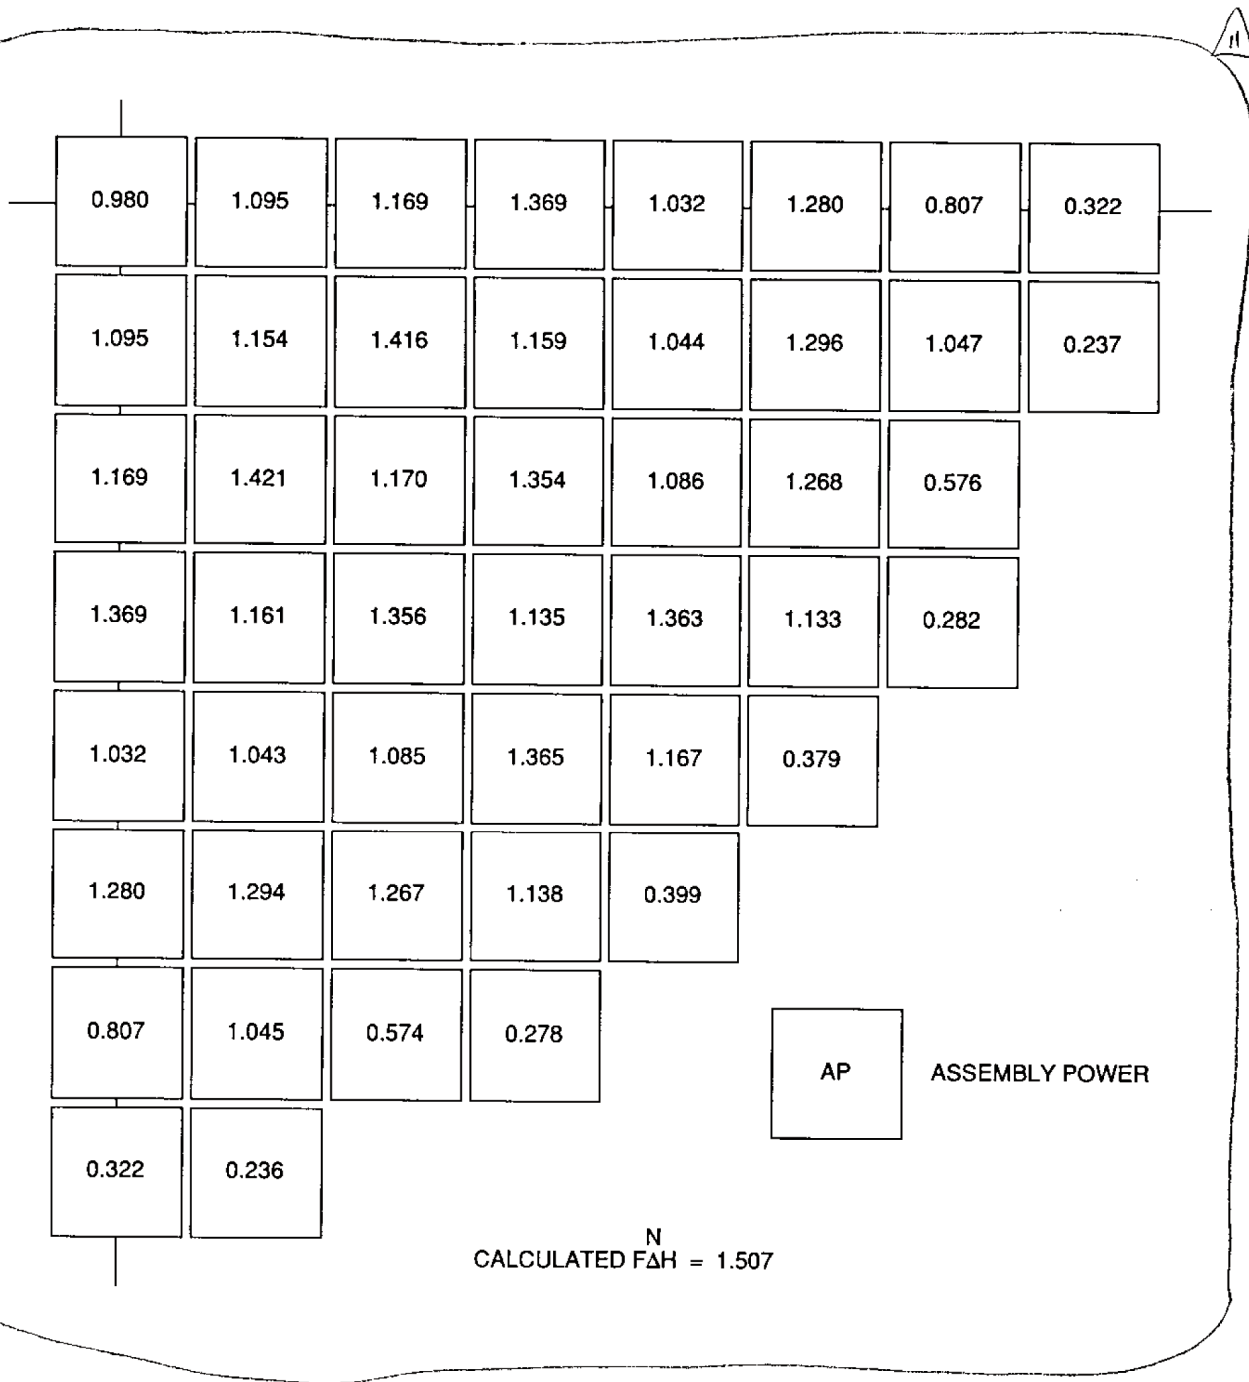 11
0.980 1.095 1.169 1.369 1.032 1.280 0.807 0.322
1.095 1.154 1.416 1.159 1.044 1.296 1.047 0.237
1.169 1.421 1.170 1.354 1.086 1.268 0.576
1.369 1.161 1.356 1.135 1.363 1.133 0.282
1.032 1.043 1.085 1.365 1.167 0.379
1.280 1.294 1.267 1.138 0.399
0.807 1.045 0.574 0.278
AP ASSEMBLY POWER
0.322 0.236
N
CALCULATED FΔH = 1.507